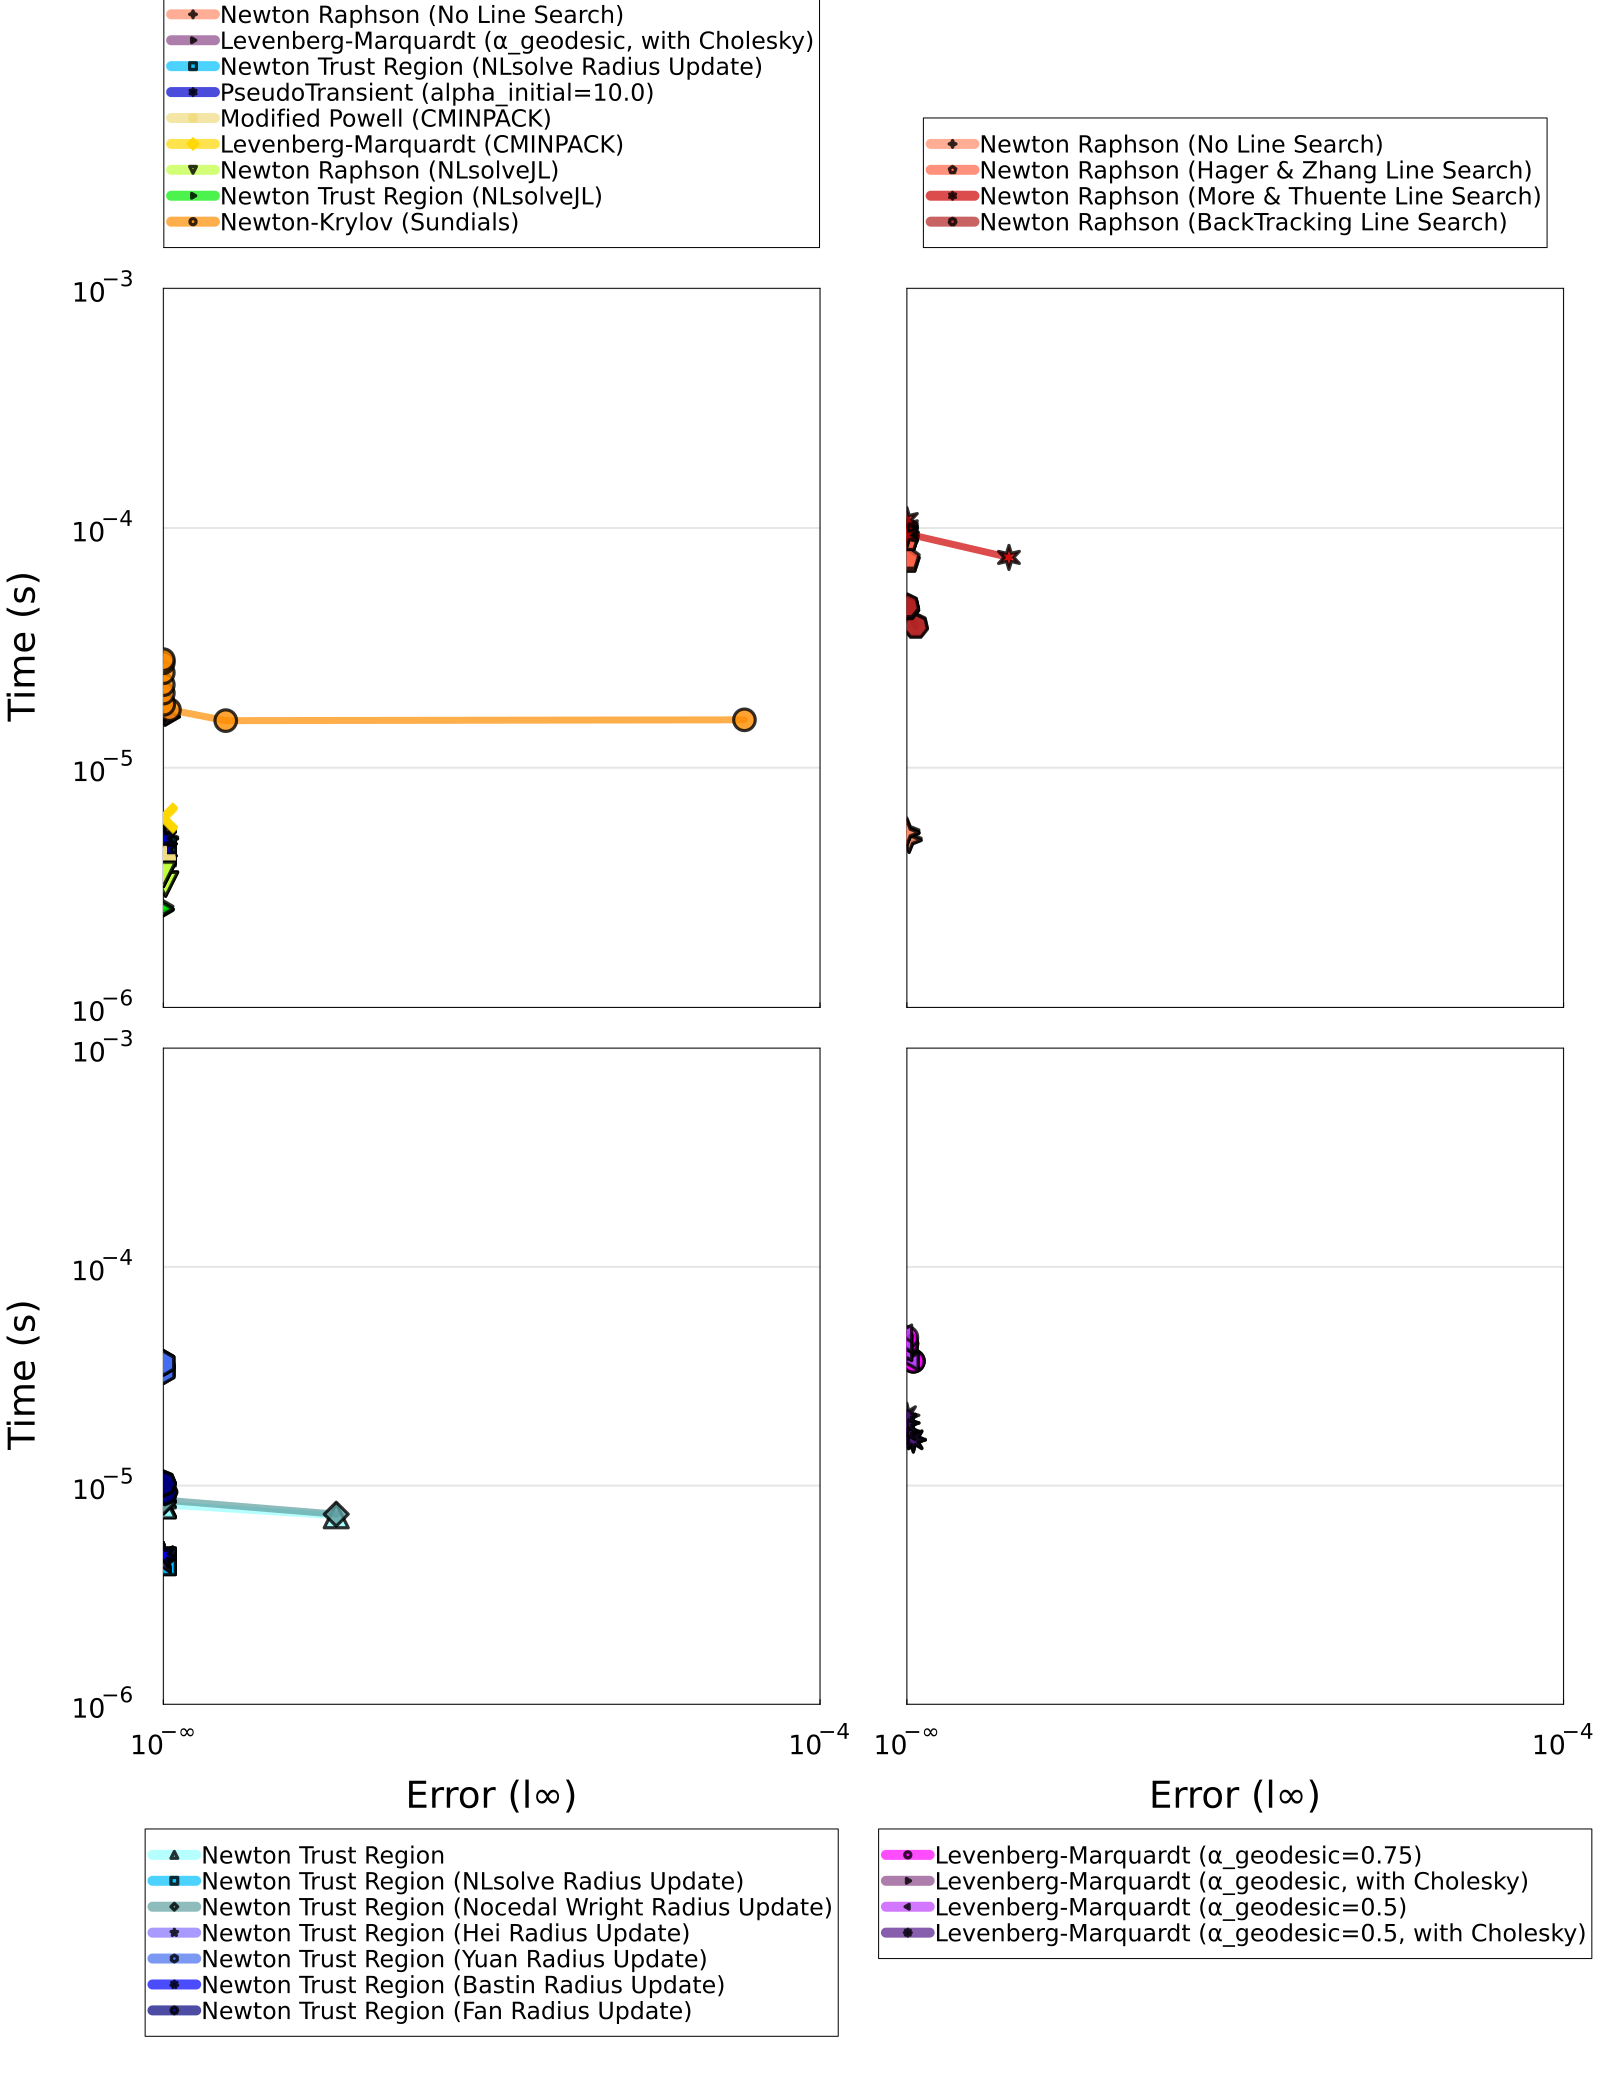 Newton Raphson (No Line Search)
Levenberg-Marquardt (α_geodesic, with Cholesky)
Newton Trust Region (NLsolve Radius Update)
PseudoTransient (alpha_initial=10.0)
Modified Powell (CMINPACK)
Levenberg-Marquardt (CMINPACK)
Newton Raphson (NLsolveJL)
Newton Trust Region (NLsolveJL)
Newton-Krylov (Sundials)
Newton Raphson (No Line Search)
Newton Raphson (Hager & Zhang Line Search)
Newton Raphson (More & Thuente Line Search)
Newton Raphson (BackTracking Line Search)
10⁻³
10⁻⁴
10⁻⁵
10⁻⁶
Time (s)
10⁻³
10⁻⁴
10⁻⁵
10⁻⁶
Time (s)
10^−∞
10⁻⁴
10^−∞
10⁻⁴
Error (l∞)
Error (l∞)
Newton Trust Region
Newton Trust Region (NLsolve Radius Update)
Newton Trust Region (Nocedal Wright Radius Update)
Newton Trust Region (Hei Radius Update)
Newton Trust Region (Yuan Radius Update)
Newton Trust Region (Bastin Radius Update)
Newton Trust Region (Fan Radius Update)
Levenberg-Marquardt (α_geodesic=0.75)
Levenberg-Marquardt (α_geodesic, with Cholesky)
Levenberg-Marquardt (α_geodesic=0.5)
Levenberg-Marquardt (α_geodesic=0.5, with Cholesky)